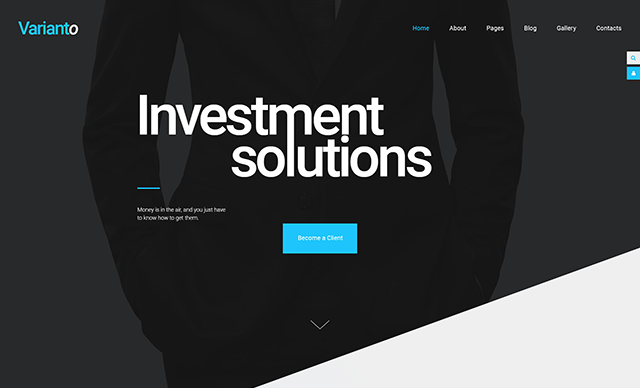 Varianto
Home About Pages Blog Gallery Contacts
Investment
solutions
Money is in the air, and you just have
to know how to get them.
Become a Client